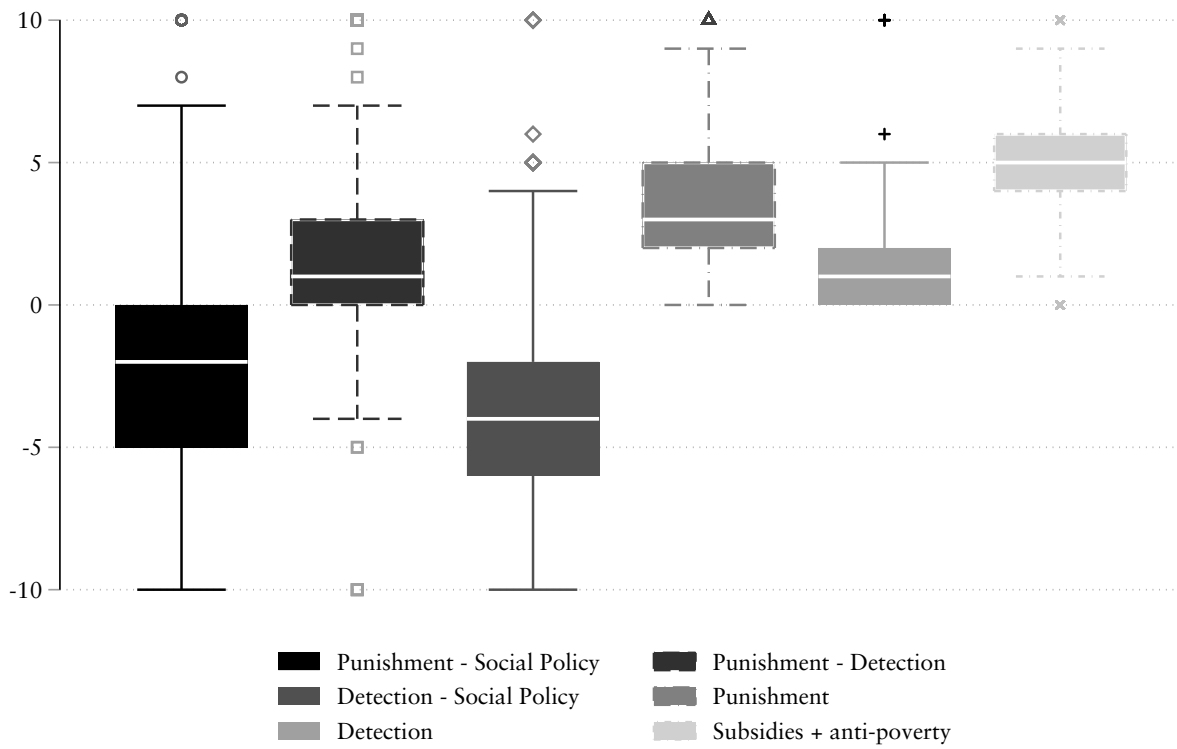 10
5
0
-5
-10
Punishment - Social Policy
Punishment - Detection
Detection - Social Policy
Punishment
Detection
Subsidies + anti-poverty